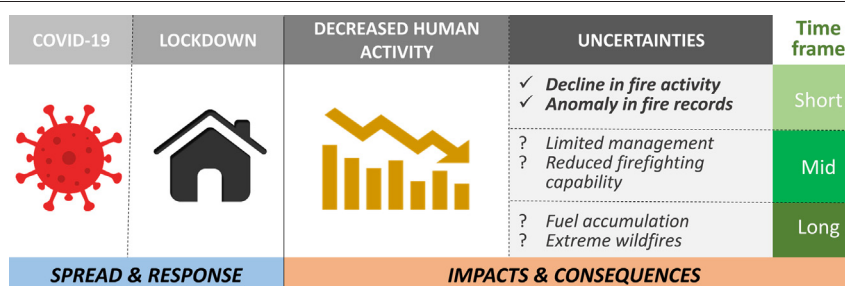 COVID-19
LOCKDOWN
DECREASED HUMAN
ACTIVITY
UNCERTAINTIES
Time
frame
✓ Decline in fire activity
✓ Anomaly in fire records
Short
? Limited management
? Reduced firefighting
capability
Mid
? Fuel accumulation
? Extreme wildfires
Long
SPREAD & RESPONSE
IMPACTS & CONSEQUENCES